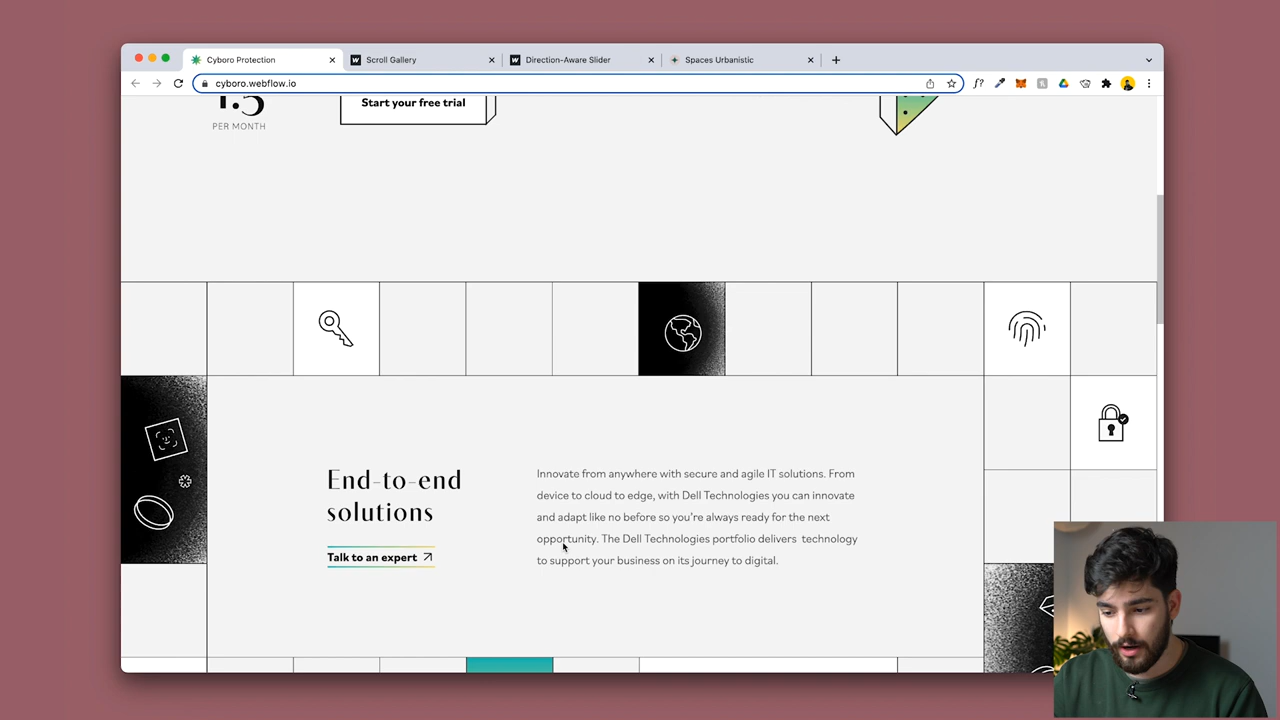 Cyboro Protection
Scroll Gallery
Direction-Aware Slider
Spaces Urbanistic
cyboro.webflow.io
f?
1.5
PER MONTH
Start your free trial
End-to-end
solutions
Talk to an expert
Innovate from anywhere with secure and agile IT solutions. From
device to cloud to edge, with Dell Technologies you can innovate
and adapt like no before so you're always ready for the next
opportunity. The Dell Technologies portfolio delivers technology
to support your business on its journey to digital.